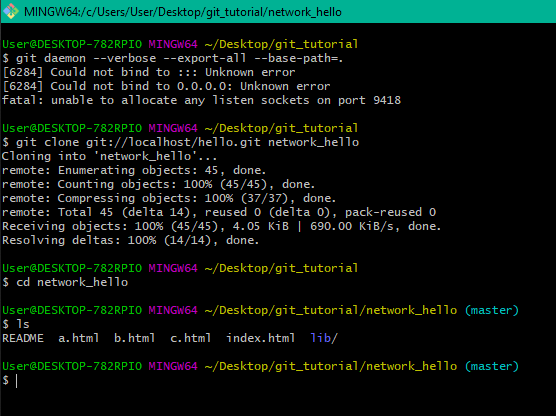 MINGW64:/c/Users/User/Desktop/git_tutorial/network_hello
User@DESKTOP-782RPIO MINGW64 ~/Desktop/git_tutorial
$ git daemon --verbose --export-all --base-path=.
[6284] Could not bind to :::: Unknown error
[6284] Could not bind to 0.0.0.0: Unknown error
fatal: unable to allocate any listen sockets on port 9418
User@DESKTOP-782RPIO MINGW64 ~/Desktop/git_tutorial
$ git clone git://localhost/hello.git network_hello
Cloning into 'network_hello'...
remote: Enumerating objects: 45, done.
remote: Counting objects: 100% (45/45), done.
remote: Compressing objects: 100% (37/37), done.
remote: Total 45 (delta 14), reused 0 (delta 0), pack-reused 0
Receiving objects: 100% (45/45), 4.05 KiB | 690.00 KiB/s, done.
Resolving deltas: 100% (14/14), done.
User@DESKTOP-782RPIO MINGW64 ~/Desktop/git_tutorial
$ cd network_hello
User@DESKTOP-782RPIO MINGW64 ~/Desktop/git_tutorial/network_hello (master)
$ ls
README  a.html  b.html  c.html  index.html  lib/
User@DESKTOP-782RPIO MINGW64 ~/Desktop/git_tutorial/network_hello (master)
$